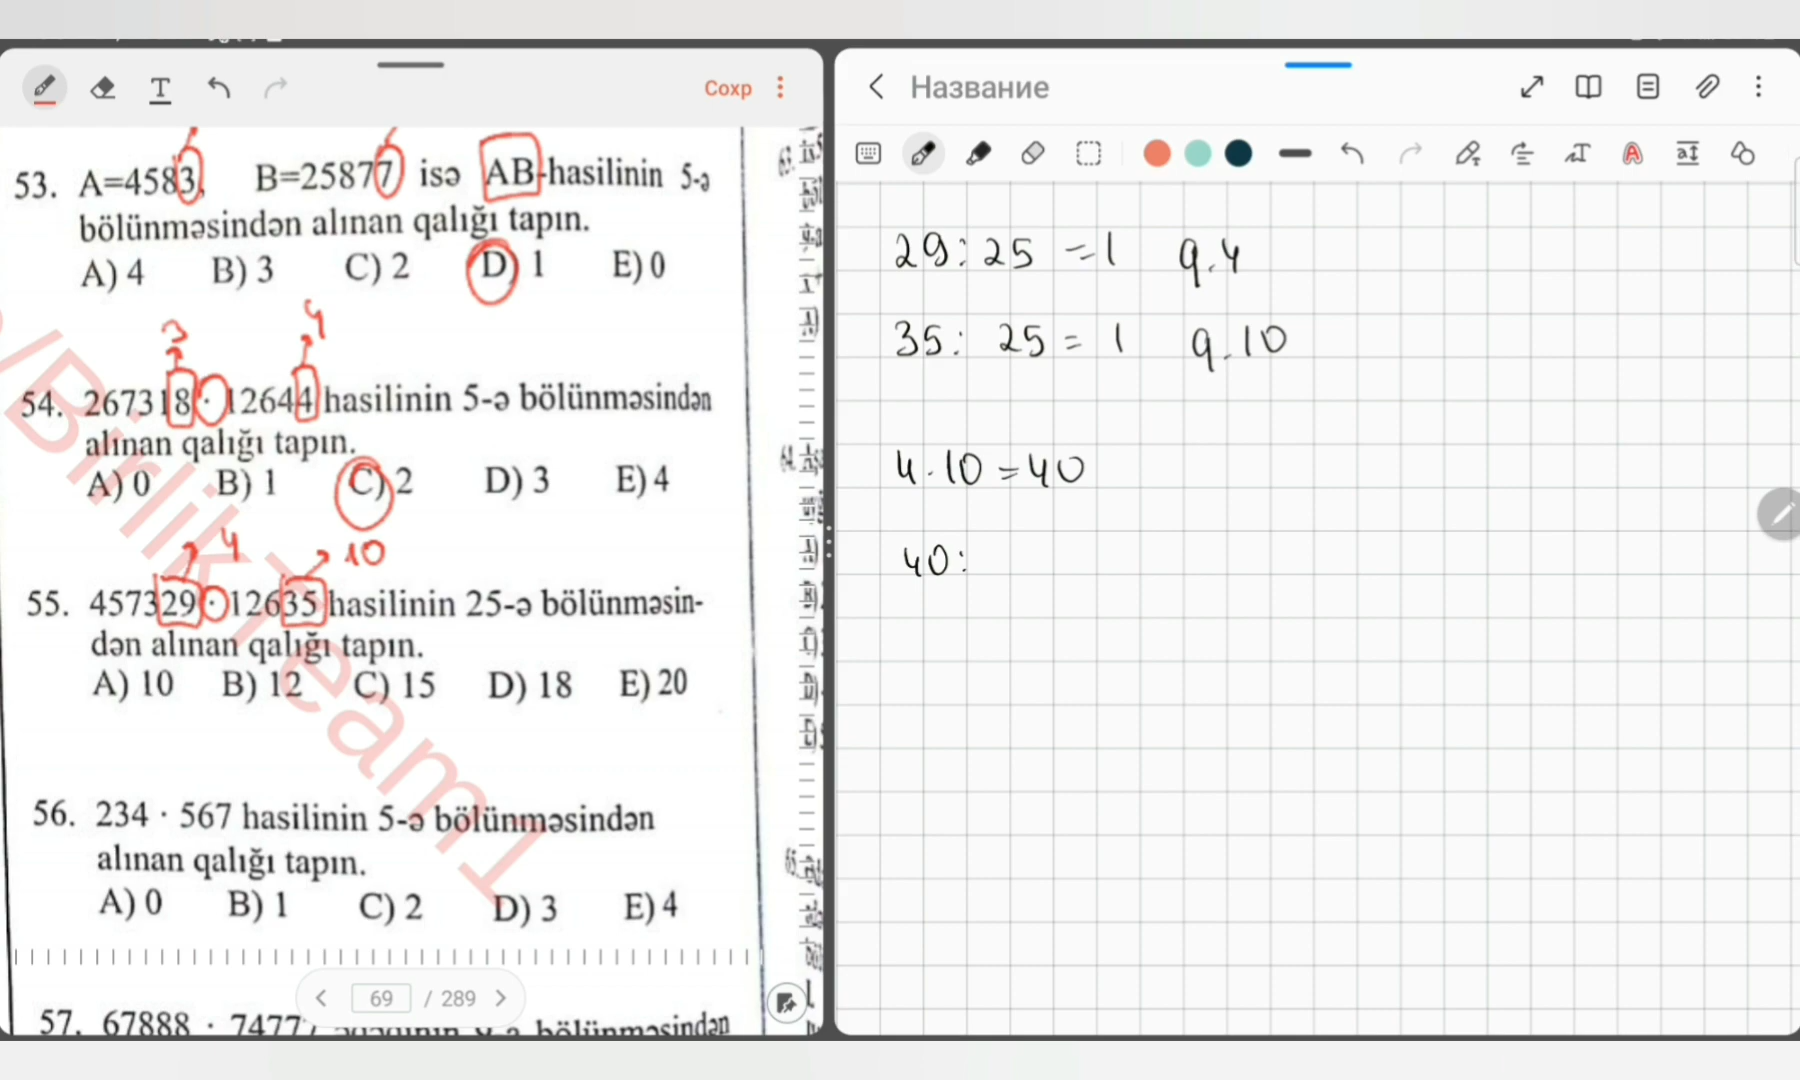 Сохр
53. A=4583, B=25877 isə AB-hasilinin 5-ə
bölünməsindən alınan qalığı tapın.
A) 4 B) 3 C) 2 D) 1 E) 0
3 4
54. 267318 · 12644 hasilinin 5-ə bölünməsindən
alınan qalığı tapın.
A) 0 B) 1 C) 2 D) 3 E) 4
4 10
55. 457329 · 12635 hasilinin 25-ə bölünməsin-
dən alınan qalığı tapın.
A) 10 B) 12 C) 15 D) 18 E) 20
56. 234 · 567 hasilinin 5-ə bölünməsindən
alınan qalığı tapın.
A) 0 B) 1 C) 2 D) 3 E) 4
69 / 289
57. 67888 · bölünməsindən
/BirlikTeam1
Название
29 : 25 = 1 q.4
35 : 25 = 1 q.10
4 · 10 = 40
40 :